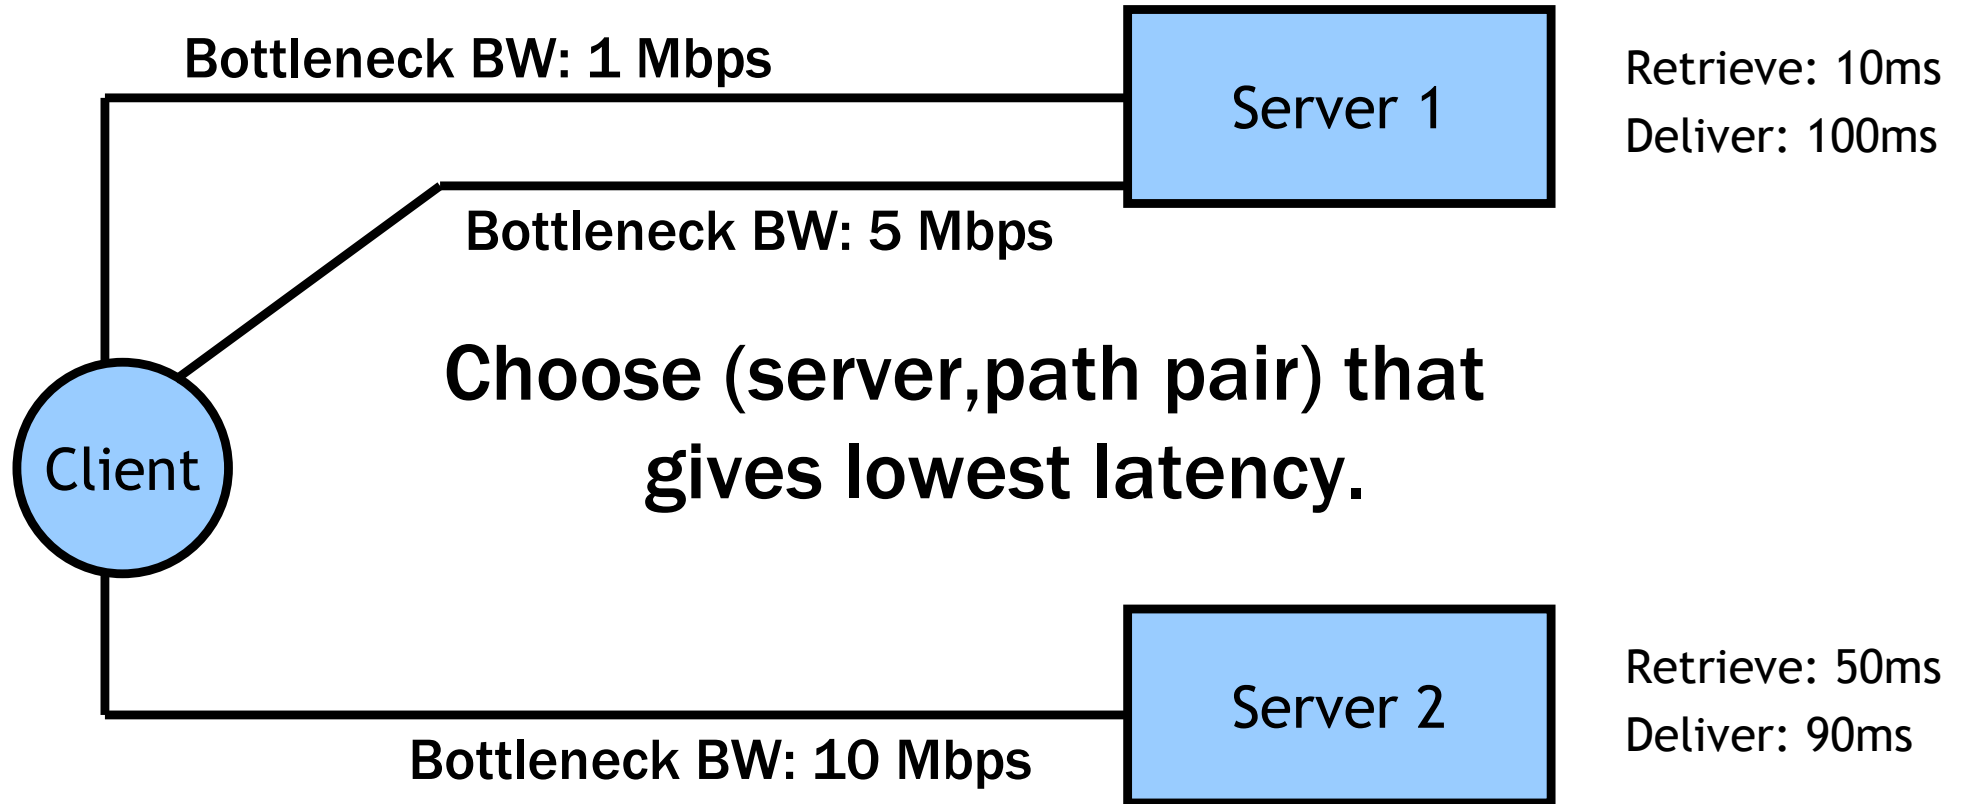 Bottleneck BW: 1 Mbps
Server 1
Retrieve: 10ms
Deliver: 100ms
Bottleneck BW: 5 Mbps
Choose (server,path pair) that
gives lowest latency.
Client
Server 2
Retrieve: 50ms
Deliver: 90ms
Bottleneck BW: 10 Mbps